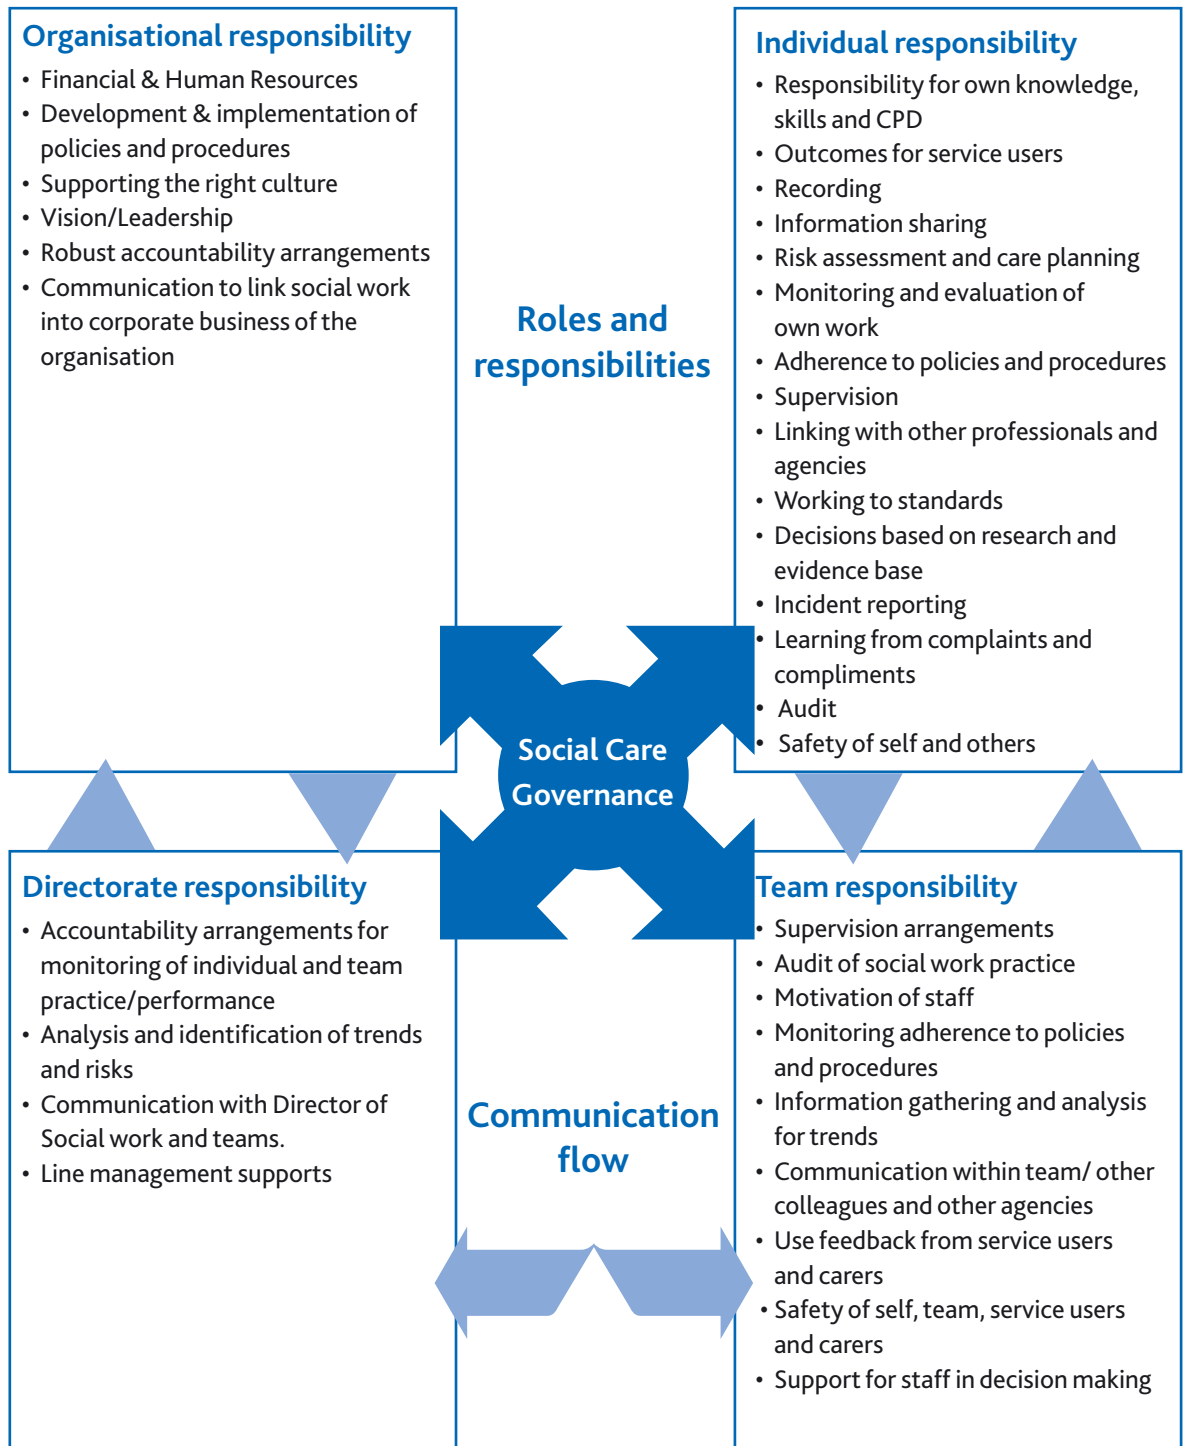 Organisational responsibility
• Financial & Human Resources
• Development & implementation of
policies and procedures
• Supporting the right culture
• Vision/Leadership
• Robust accountability arrangements
• Communication to link social work
into corporate business of the
organisation
Roles and
responsibilities
Individual responsibility
• Responsibility for own knowledge,
skills and CPD
• Outcomes for service users
• Recording
• Information sharing
• Risk assessment and care planning
• Monitoring and evaluation of
own work
• Adherence to policies and procedures
• Supervision
• Linking with other professionals and
agencies
• Working to standards
• Decisions based on research and
evidence base
• Incident reporting
• Learning from complaints and
compliments
• Audit
• Safety of self and others
Social Care
Governance
Directorate responsibility
• Accountability arrangements for
monitoring of individual and team
practice/performance
• Analysis and identification of trends
and risks
• Communication with Director of
Social work and teams.
• Line management supports
Communication
flow
Team responsibility
• Supervision arrangements
• Audit of social work practice
• Motivation of staff
• Monitoring adherence to policies
and procedures
• Information gathering and analysis
for trends
• Communication within team/ other
colleagues and other agencies
• Use feedback from service users
and carers
• Safety of self, team, service users
and carers
• Support for staff in decision making